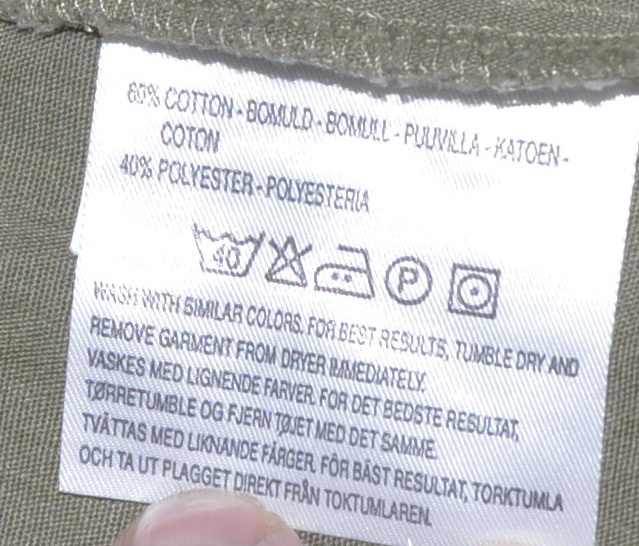 60% COTTON - BOMULD - BOMULL - PUUVILLA - KATOEN -
COTON
40% POLYESTER - POLYESTERIA
40 P
WASH WITH SIMILAR COLORS. FOR BEST RESULTS, TUMBLE DRY AND
REMOVE GARMENT FROM DRYER IMMEDIATELY.
VASKES MED LIGNENDE FARVER. FOR DET BEDSTE RESULTAT,
TØRRETUMBLE OG FJERN TØJET MED DET SAMME.
TVÄTTAS MED LIKNANDE FÄRGER. FÖR BÄST RESULTAT, TORKTUMLA
OCH TA UT PLAGGET DIREKT FRÅN TOKTUMLAREN.